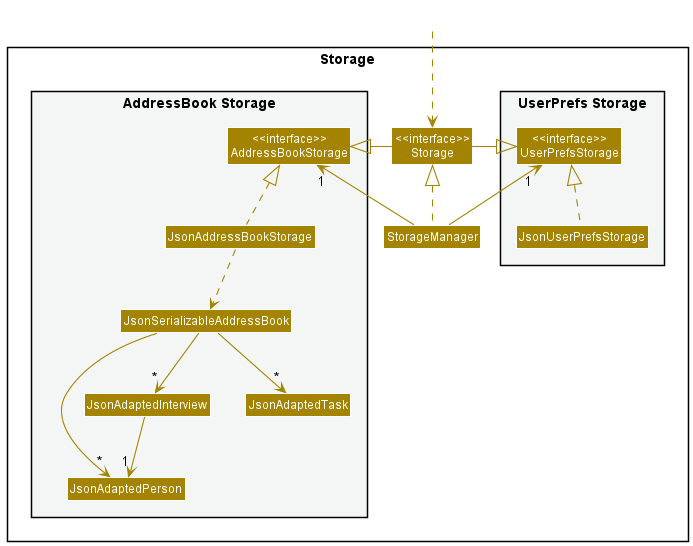 Storage
AddressBook Storage
UserPrefs Storage
<<interface>>
AddressBookStorage
<<interface>>
Storage
<<interface>>
UserPrefsStorage
1
1
JsonAddressBookStorage
StorageManager
JsonUserPrefsStorage
JsonSerializableAddressBook
*
*
JsonAdaptedInterview
JsonAdaptedTask
*
1
JsonAdaptedPerson